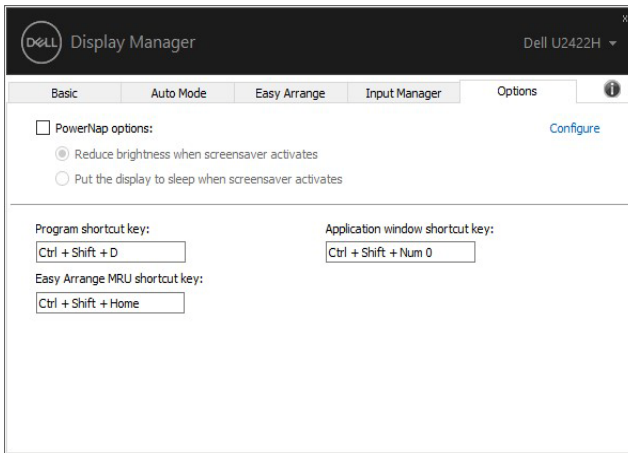 x
DELL Display Manager
Dell U2422H
Basic Auto Mode Easy Arrange Input Manager Options i
PowerNap options:
Configure
Reduce brightness when screensaver activates
Put the display to sleep when screensaver activates
Program shortcut key:
Application window shortcut key:
Ctrl + Shift + D
Ctrl + Shift + Num 0
Easy Arrange MRU shortcut key:
Ctrl + Shift + Home